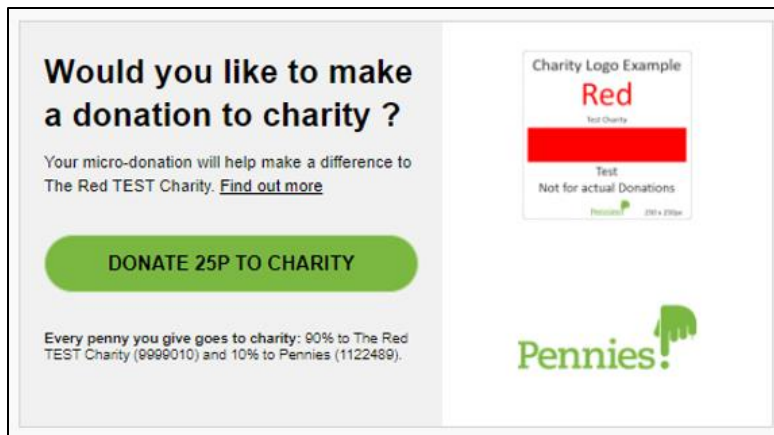 Would you like to make
a donation to charity ?
Your micro-donation will help make a difference to
The Red TEST Charity. Find out more
DONATE 25P TO CHARITY
Every penny you give goes to charity: 90% to The Red
TEST Charity (9999010) and 10% to Pennies (1122489).
Charity Logo Example
Red
Test Charity
Test
Not for actual Donations
Pennies!
250 x 250px
Pennies!